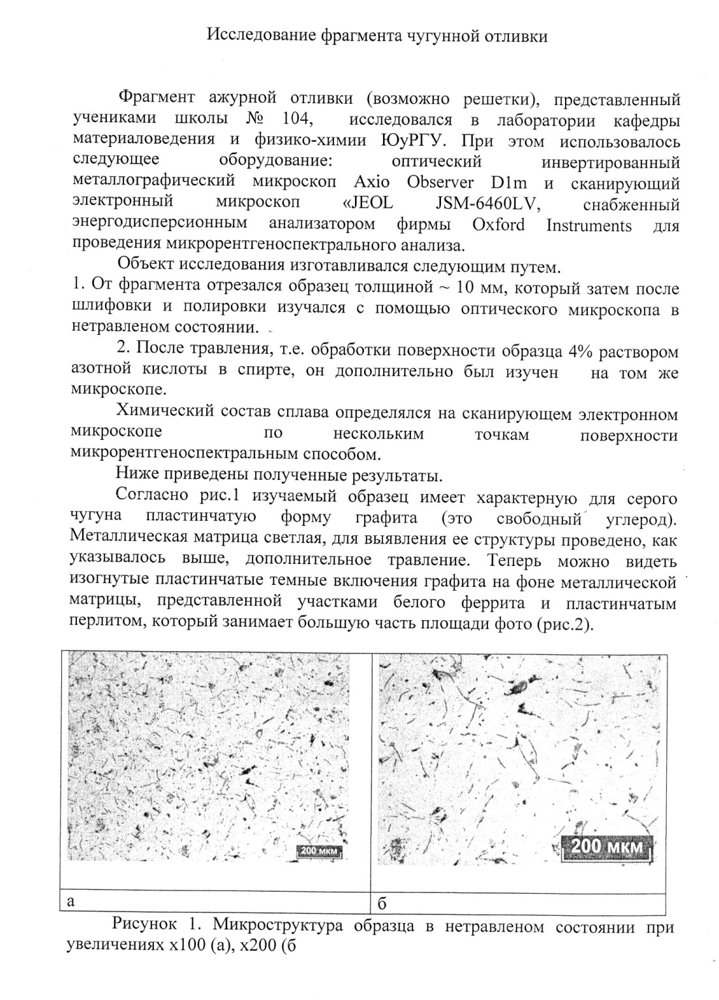 Исследование фрагмента чугунной отливки
Фрагмент ажурной отливки (возможно решетки), представленный
учениками школы № 104, исследовался в лаборатории кафедры
материаловедения и физико-химии ЮуРГУ. При этом использовалось
следующее оборудование: оптический инвертированный
металлографический микроскоп Axio Observer D1m и сканирующий
электронный микроскоп «JEOL JSM-6460LV, снабженный
энергодисперсионным анализатором фирмы Oxford Instruments для
проведения микрорентгеноспектрального анализа.
Объект исследования изготавливался следующим путем.
1. От фрагмента отрезался образец толщиной ~ 10 мм, который затем после
шлифовки и полировки изучался с помощью оптического микроскопа в
нетравленом состоянии.
2. После травления, т.е. обработки поверхности образца 4% раствором
азотной кислоты в спирте, он дополнительно был изучен на том же
микроскопе.
Химический состав сплава определялся на сканирующем электронном
микроскопе по нескольким точкам поверхности
микрорентгеноспектральным способом.
Ниже приведены полученные результаты.
Согласно рис.1 изучаемый образец имеет характерную для серого
чугуна пластинчатую форму графита (это свободный углерод).
Металлическая матрица светлая, для выявления ее структуры проведено, как
указывалось выше, дополнительное травление. Теперь можно видеть
изогнутые пластинчатые темные включения графита на фоне металлической
матрицы, представленной участками белого феррита и пластинчатым
перлитом, который занимает большую часть площади фото (рис.2).
200 мкм
200 мкм
а
б
Рисунок 1. Микроструктура образца в нетравленом состоянии при
увеличениях x100 (а), x200 (б